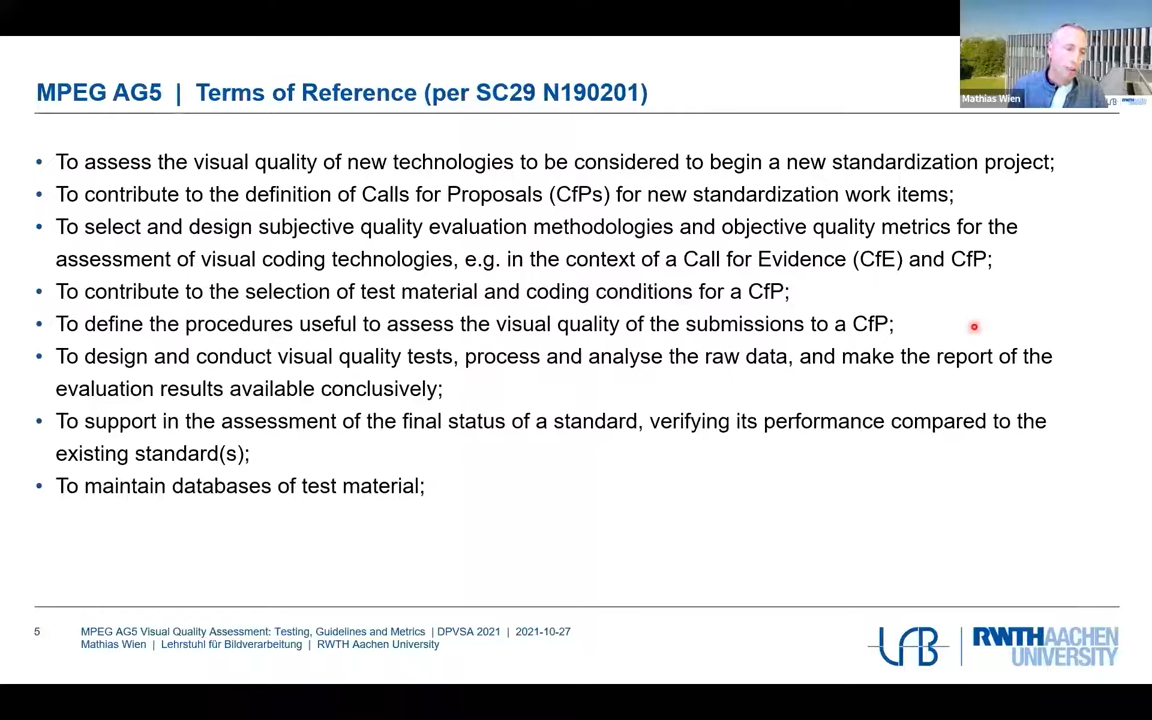 MPEG AG5 | Terms of Reference (per SC29 N190201)
Mathias Wien
• To assess the visual quality of new technologies to be considered to begin a new standardization project;
• To contribute to the definition of Calls for Proposals (CfPs) for new standardization work items;
• To select and design subjective quality evaluation methodologies and objective quality metrics for the
assessment of visual coding technologies, e.g. in the context of a Call for Evidence (CfE) and CfP;
• To contribute to the selection of test material and coding conditions for a CfP;
• To define the procedures useful to assess the visual quality of the submissions to a CfP;
• To design and conduct visual quality tests, process and analyse the raw data, and make the report of the
evaluation results available conclusively;
• To support in the assessment of the final status of a standard, verifying its performance compared to the
existing standard(s);
• To maintain databases of test material;
5
MPEG AG5 Visual Quality Assessment: Testing, Guidelines and Metrics | DPVSA 2021 | 2021-10-27
Mathias Wien | Lehrstuhl für Bildverarbeitung | RWTH Aachen University
LfB
RWTHAACHEN
UNIVERSITY